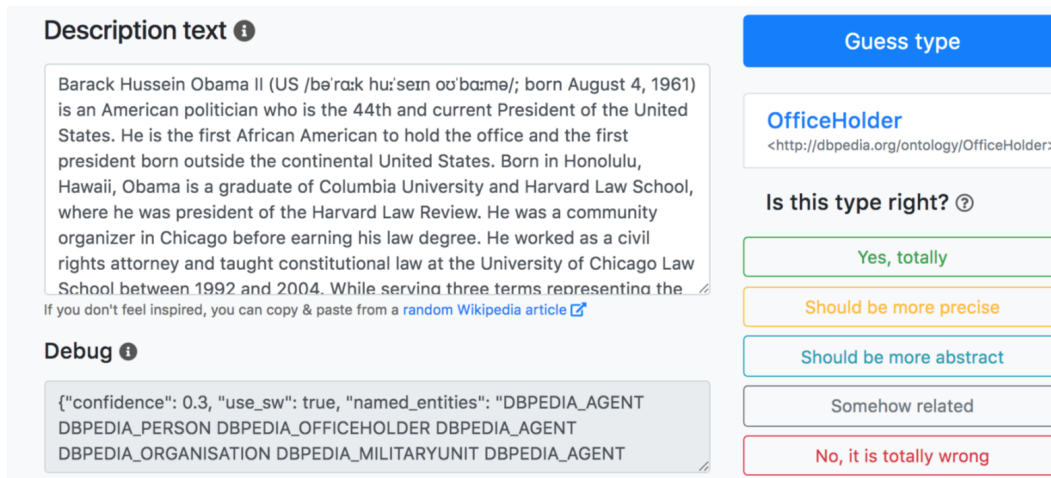 Description text
Barack Hussein Obama II (US /bəˈrɑːk huːˈseɪn oʊˈbɑːmə/; born August 4, 1961)
is an American politician who is the 44th and current President of the United
States. He is the first African American to hold the office and the first
president born outside the continental United States. Born in Honolulu,
Hawaii, Obama is a graduate of Columbia University and Harvard Law School,
where he was president of the Harvard Law Review. He was a community
organizer in Chicago before earning his law degree. He worked as a civil
rights attorney and taught constitutional law at the University of Chicago Law
School between 1992 and 2004. While serving three terms representing the
If you don't feel inspired, you can copy & paste from a random Wikipedia article
Debug
{"confidence": 0.3, "use_sw": true, "named_entities": "DBPEDIA_AGENT
DBPEDIA_PERSON DBPEDIA_OFFICEHOLDER DBPEDIA_AGENT
DBPEDIA_ORGANISATION DBPEDIA_MILITARYUNIT DBPEDIA_AGENT
Guess type
OfficeHolder
<http://dbpedia.org/ontology/OfficeHolder>
Is this type right?
Yes, totally
Should be more precise
Should be more abstract
Somehow related
No, it is totally wrong